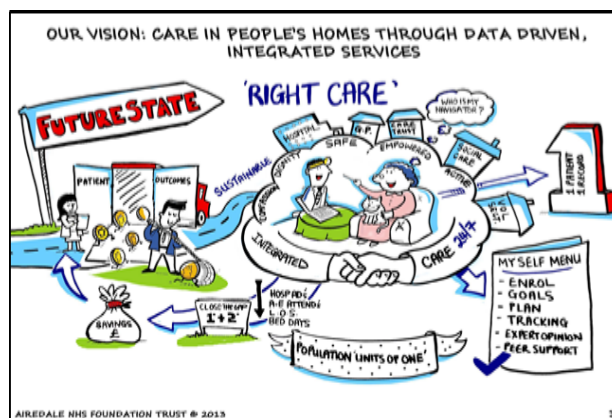 OUR VISION: CARE IN PEOPLE'S HOMES THROUGH DATA DRIVEN,
INTEGRATED SERVICES
FUTURE STATE
'RIGHT CARE'
WHO IS MY
NAVIGATOR?
HOSPITAL
G.P.
CARE
TRUST
SOCIAL
CARE
SUSTAINABLE
COMPASSION
DIGNITY
SAFE
EMPOWERED
ACTIVE
INTEGRATED
CARE 24/7
PATIENT
OUTCOMES
1 PATIENT
1 RECORD
MY SELF MENU
- ENROL
- GOALS
- PLAN
- TRACKING
- EXPERT OPINION
- PEER SUPPORT
SAVINGS
£
CLOSE THE GAP
1° + 2°
HOSP ADS
A+E ATTENDS
L.O.S.
BED DAYS
POPULATION 'UNITS OF ONE'
AIREDALE NHS FOUNDATION TRUST @ 2013